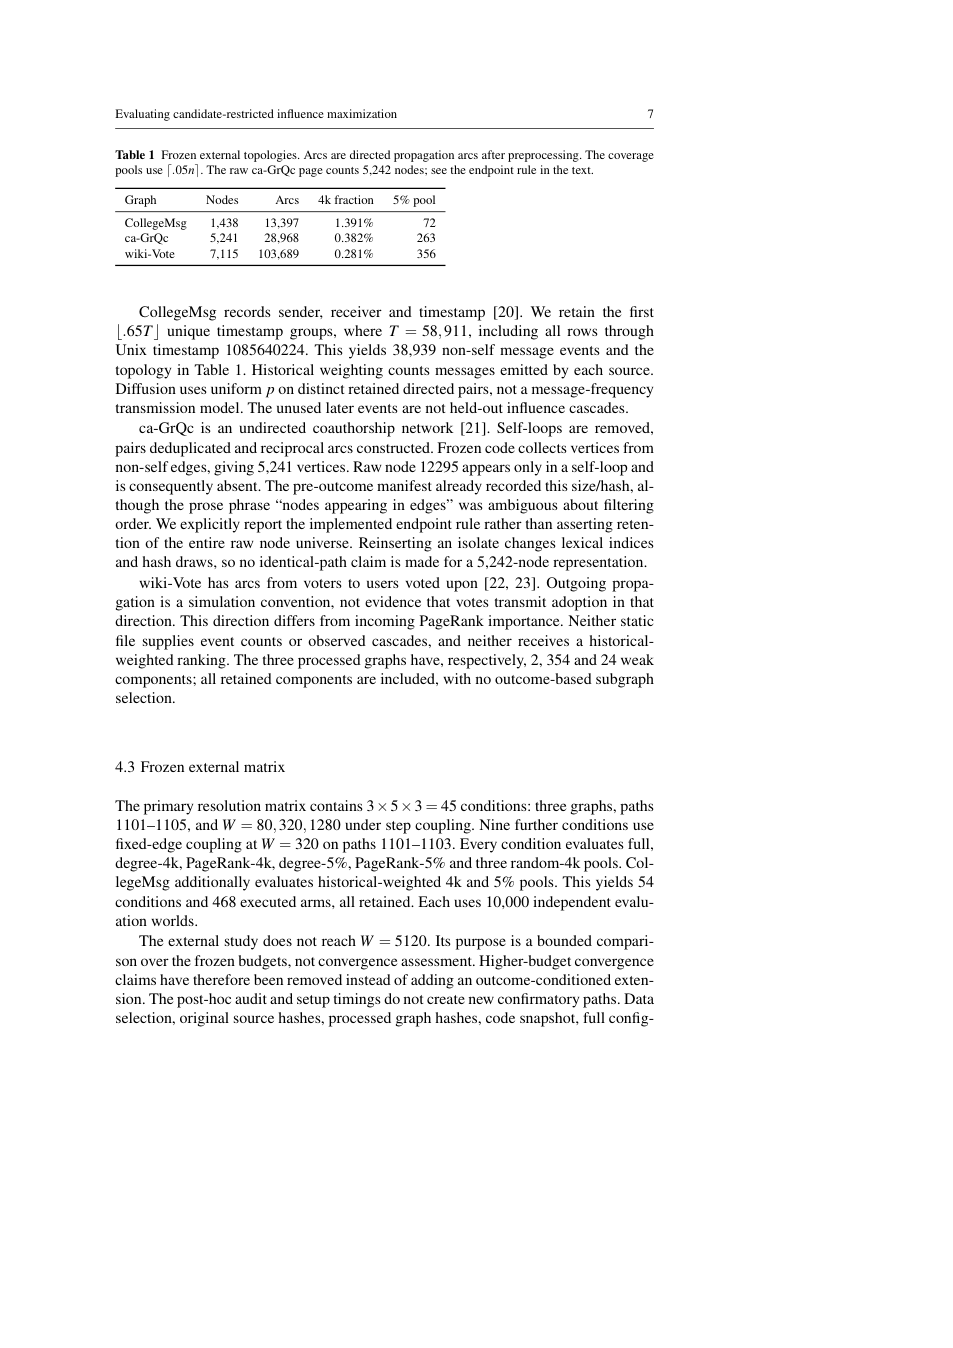 Evaluating candidate-restricted influence maximization 7
Table 1 Frozen external topologies. Arcs are directed propagation arcs after preprocessing. The coverage
pools use ⌈.05n⌉. The raw ca-GrQc page counts 5,242 nodes; see the endpoint rule in the text.
Graph Nodes Arcs 4k fraction 5% pool
CollegeMsg 1,438 13,397 1.391% 72
ca-GrQc 5,241 28,968 0.382% 263
wiki-Vote 7,115 103,689 0.281% 356
CollegeMsg records sender, receiver and timestamp [20]. We retain the first
⌊.65T⌋ unique timestamp groups, where T = 58,911, including all rows through
Unix timestamp 1085640224. This yields 38,939 non-self message events and the
topology in Table 1. Historical weighting counts messages emitted by each source.
Diffusion uses uniform p on distinct retained directed pairs, not a message-frequency
transmission model. The unused later events are not held-out influence cascades.
ca-GrQc is an undirected coauthorship network [21]. Self-loops are removed,
pairs deduplicated and reciprocal arcs constructed. Frozen code collects vertices from
non-self edges, giving 5,241 vertices. Raw node 12295 appears only in a self-loop and
is consequently absent. The pre-outcome manifest already recorded this size/hash, al-
though the prose phrase “nodes appearing in edges” was ambiguous about filtering
order. We explicitly report the implemented endpoint rule rather than asserting reten-
tion of the entire raw node universe. Reinserting an isolate changes lexical indices
and hash draws, so no identical-path claim is made for a 5,242-node representation.
wiki-Vote has arcs from voters to users voted upon [22, 23]. Outgoing propa-
gation is a simulation convention, not evidence that votes transmit adoption in that
direction. This direction differs from incoming PageRank importance. Neither static
file supplies event counts or observed cascades, and neither receives a historical-
weighted ranking. The three processed graphs have, respectively, 2, 354 and 24 weak
components; all retained components are included, with no outcome-based subgraph
selection.
4.3 Frozen external matrix
The primary resolution matrix contains 3 × 5 × 3 = 45 conditions: three graphs, paths
1101–1105, and W = 80,320,1280 under step coupling. Nine further conditions use
fixed-edge coupling at W = 320 on paths 1101–1103. Every condition evaluates full,
degree-4k, PageRank-4k, degree-5%, PageRank-5% and three random-4k pools. Col-
legeMsg additionally evaluates historical-weighted 4k and 5% pools. This yields 54
conditions and 468 executed arms, all retained. Each uses 10,000 independent evalu-
ation worlds.
The external study does not reach W = 5120. Its purpose is a bounded compari-
son over the frozen budgets, not convergence assessment. Higher-budget convergence
claims have therefore been removed instead of adding an outcome-conditioned exten-
sion. The post-hoc audit and setup timings do not create new confirmatory paths. Data
selection, original source hashes, processed graph hashes, code snapshot, full config-